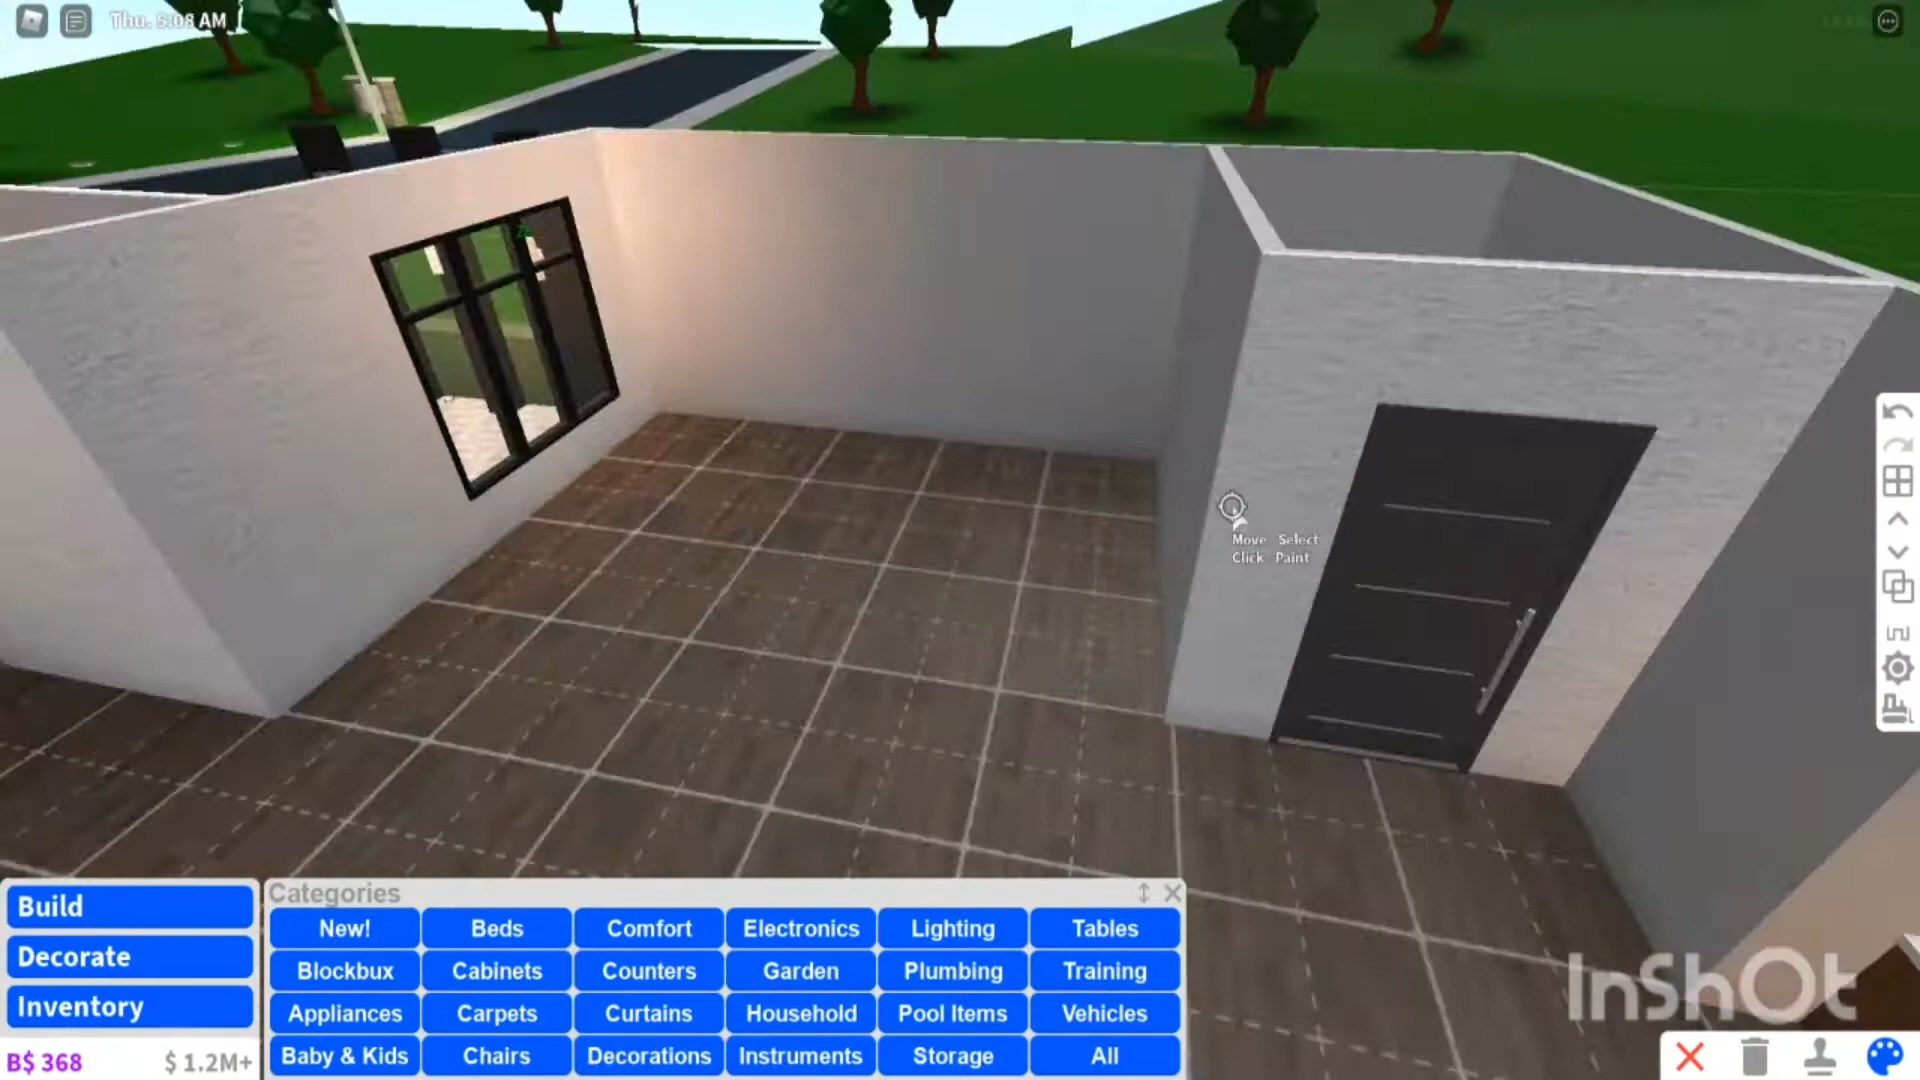 Thu. 5:08 AM
Move Select
Click Paint
Build
Decorate
Inventory
B$ 368
$ 1.2M+
Categories
New! Beds Comfort Electronics Lighting Tables
Blockbux Cabinets Counters Garden Plumbing Training
Appliances Carpets Curtains Household Pool Items Vehicles
Baby & Kids Chairs Decorations Instruments Storage All
InShOt